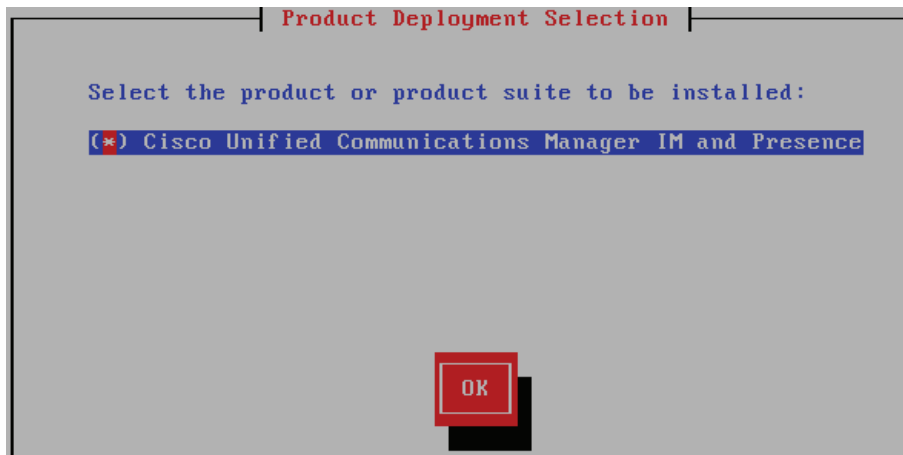 Product Deployment Selection
Select the product or product suite to be installed:
(*) Cisco Unified Communications Manager IM and Presence
OK